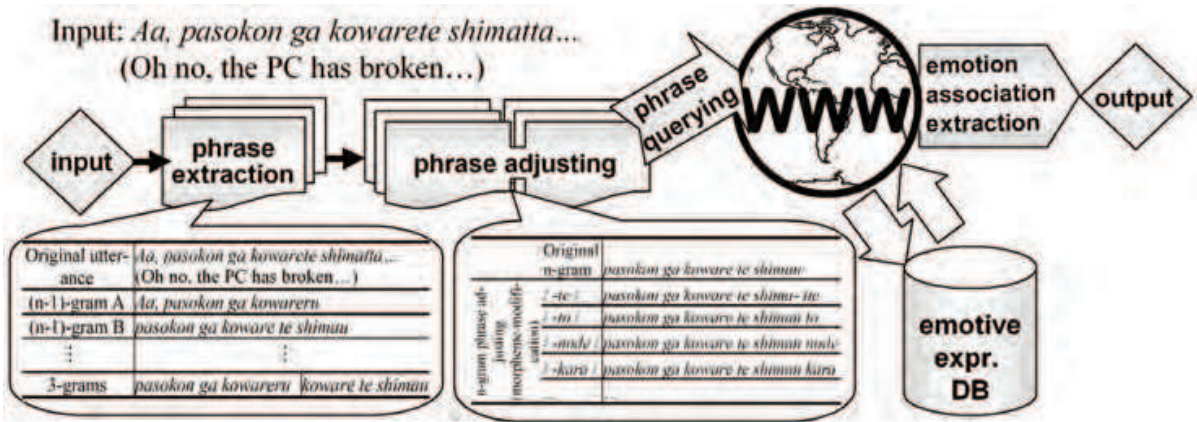 Input: Aa, pasokon ga kowarete shimatta…
(Oh no, the PC has broken…)
input
phrase
extraction
phrase adjusting
phrase
querying
WWW
emotion
association
extraction
output
Original utter-
ance
Aa, pasokon ga kowarete shimatta…
(Oh no, the PC has broken…)
(n-1)-gram A
Aa, pasokon ga kowareru
(n-1)-gram B
pasokon ga koware te shimau
⋮ ⋮
3-grams
pasokon ga kowareru
koware te shimau
Original
n-gram
pasokon ga koware te shimau
n-gram phrase ad-
justing
(morpheme modifi-
cation)
/ -te /
pasokon ga koware te shima- tte
/ -to /
pasokon ga koware te shimau to
/ -node /
pasokon ga koware te shimau node
/ -kara /
pasokon ga koware te shimau kara
emotive
expr.
DB